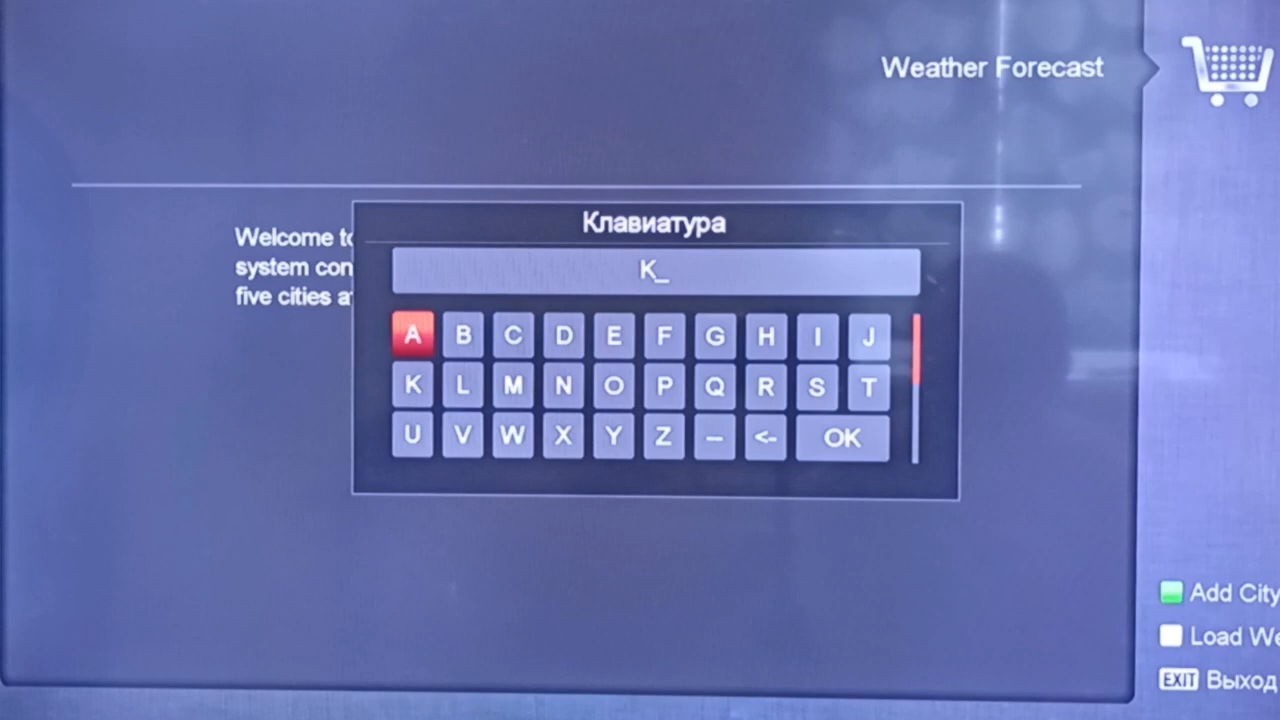 Weather Forecast
Welcome to
system con
five cities a
Клавиатура
K_
A B C D E F G H I J
K L M N O P Q R S T
U V W X Y Z – <- OK
Add City
Load We
EXIT Выход